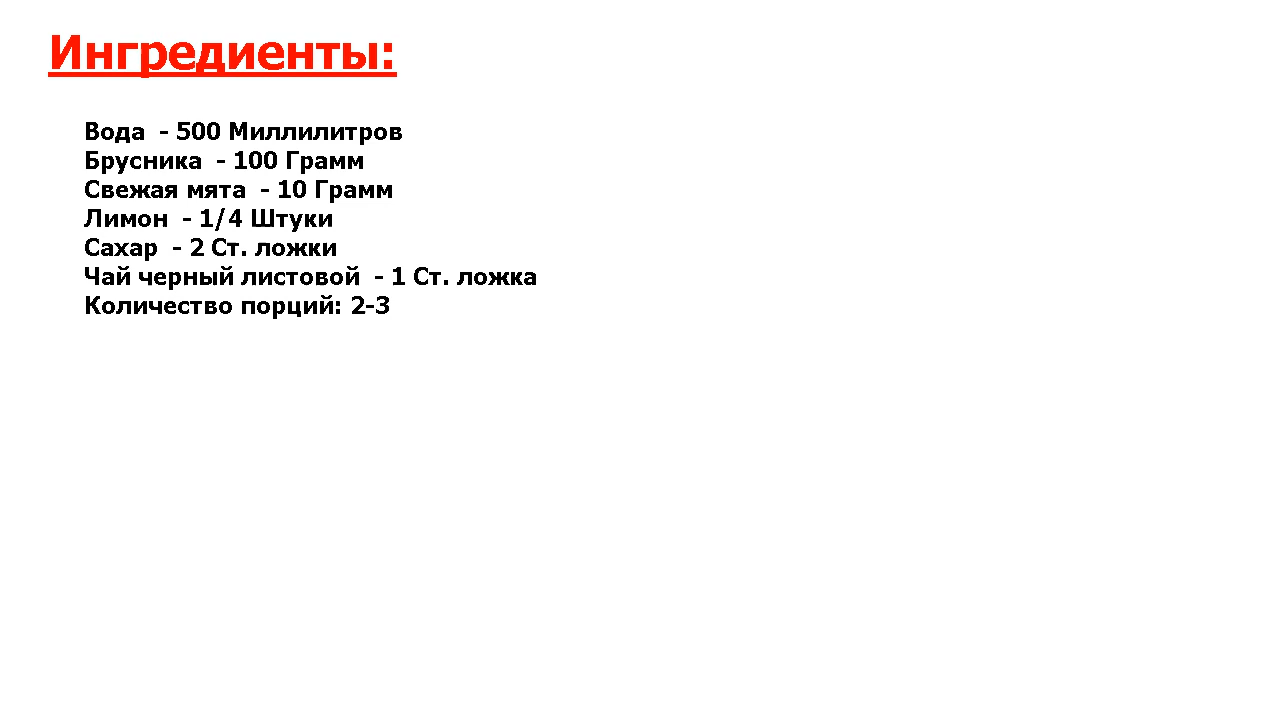 Ингредиенты:
Вода - 500 Миллилитров
Брусника - 100 Грамм
Свежая мята - 10 Грамм
Лимон - 1/4 Штуки
Сахар - 2 Ст. ложки
Чай черный листовой - 1 Ст. ложка
Количество порций: 2-3